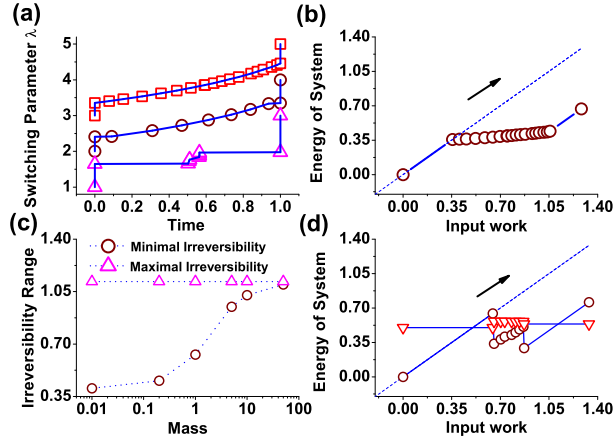 (a)
Switching Parameter λ
5
4
3
2
1
0.0 0.2 0.4 0.6 0.8 1.0
Time
(b)
Energy of System
1.40
1.05
0.70
0.35
0.00
0.00 0.35 0.70 1.05 1.40
Input work
(c)
Irreversibility Range
1.40
1.05
0.70
0.35
Minimal Irreversibility
Maximal Irreversibility
0.01 0.1 1 10 100
Mass
(d)
Energy of System
1.40
1.05
0.70
0.35
0.00
0.00 0.35 0.70 1.05 1.40
Input work